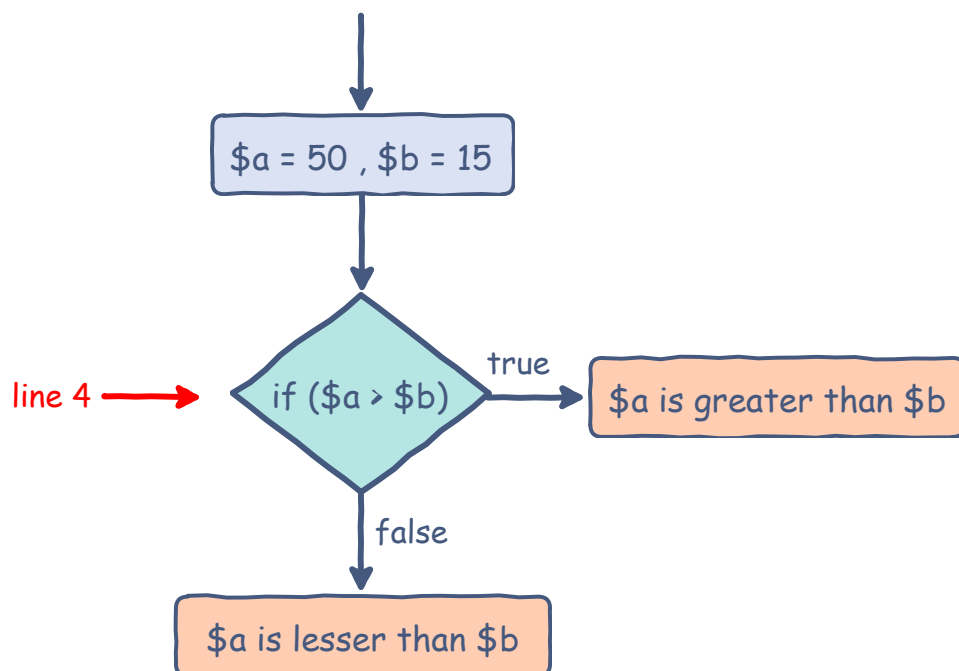 $a = 50 , $b = 15
true
line 4
if ($a > $b)
$a is greater than $b
false
$a is lesser than $b